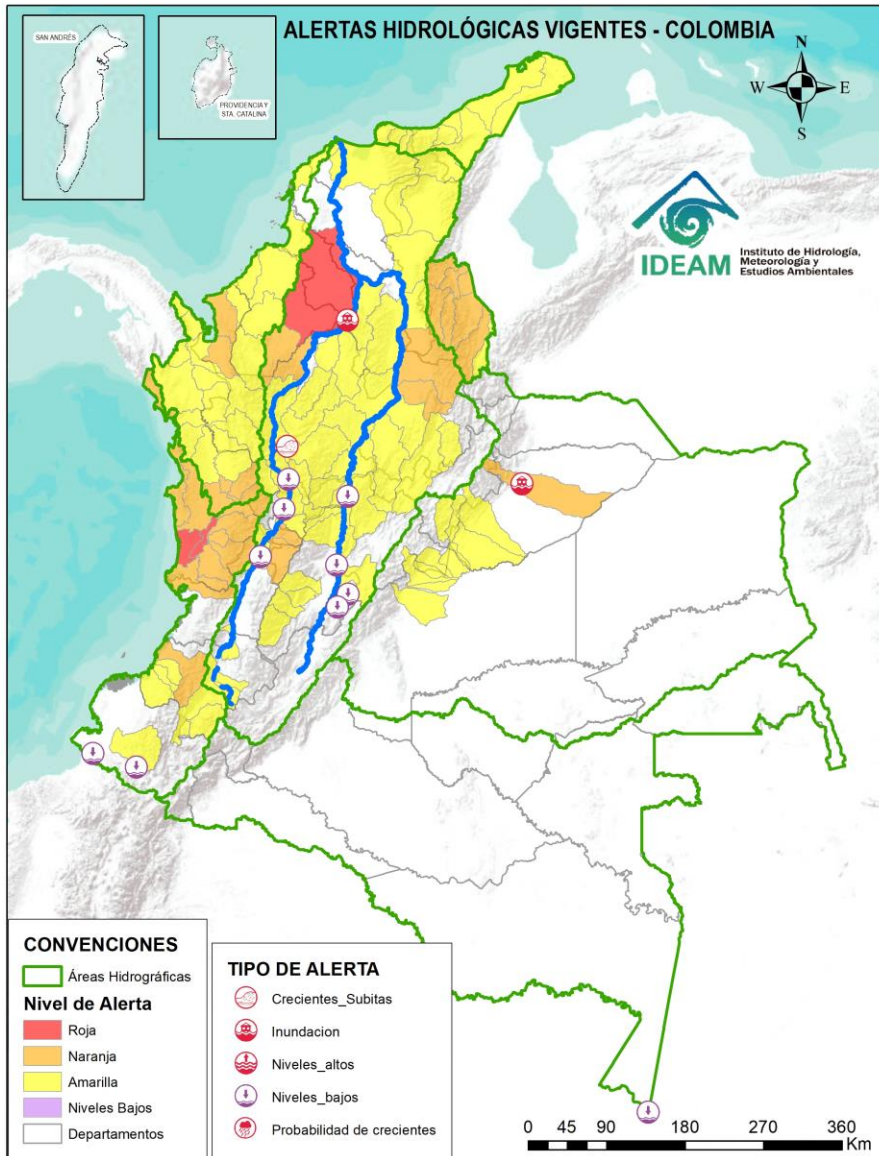 ALERTAS HIDROLÓGICAS VIGENTES - COLOMBIA
SAN ANDRÉS
PROVIDENCIA Y
STA. CATALINA
N
W
E
S
IDEAM
Instituto de Hidrología,
Meteorología y
Estudios Ambientales
CONVENCIONES
Áreas Hidrográficas
Nivel de Alerta
Roja
Naranja
Amarilla
Niveles Bajos
Departamentos
TIPO DE ALERTA
Crecientes_Subitas
Inundacion
Niveles_altos
Niveles_bajos
Probabilidad de crecientes
0 45 90 180 270 360
Km